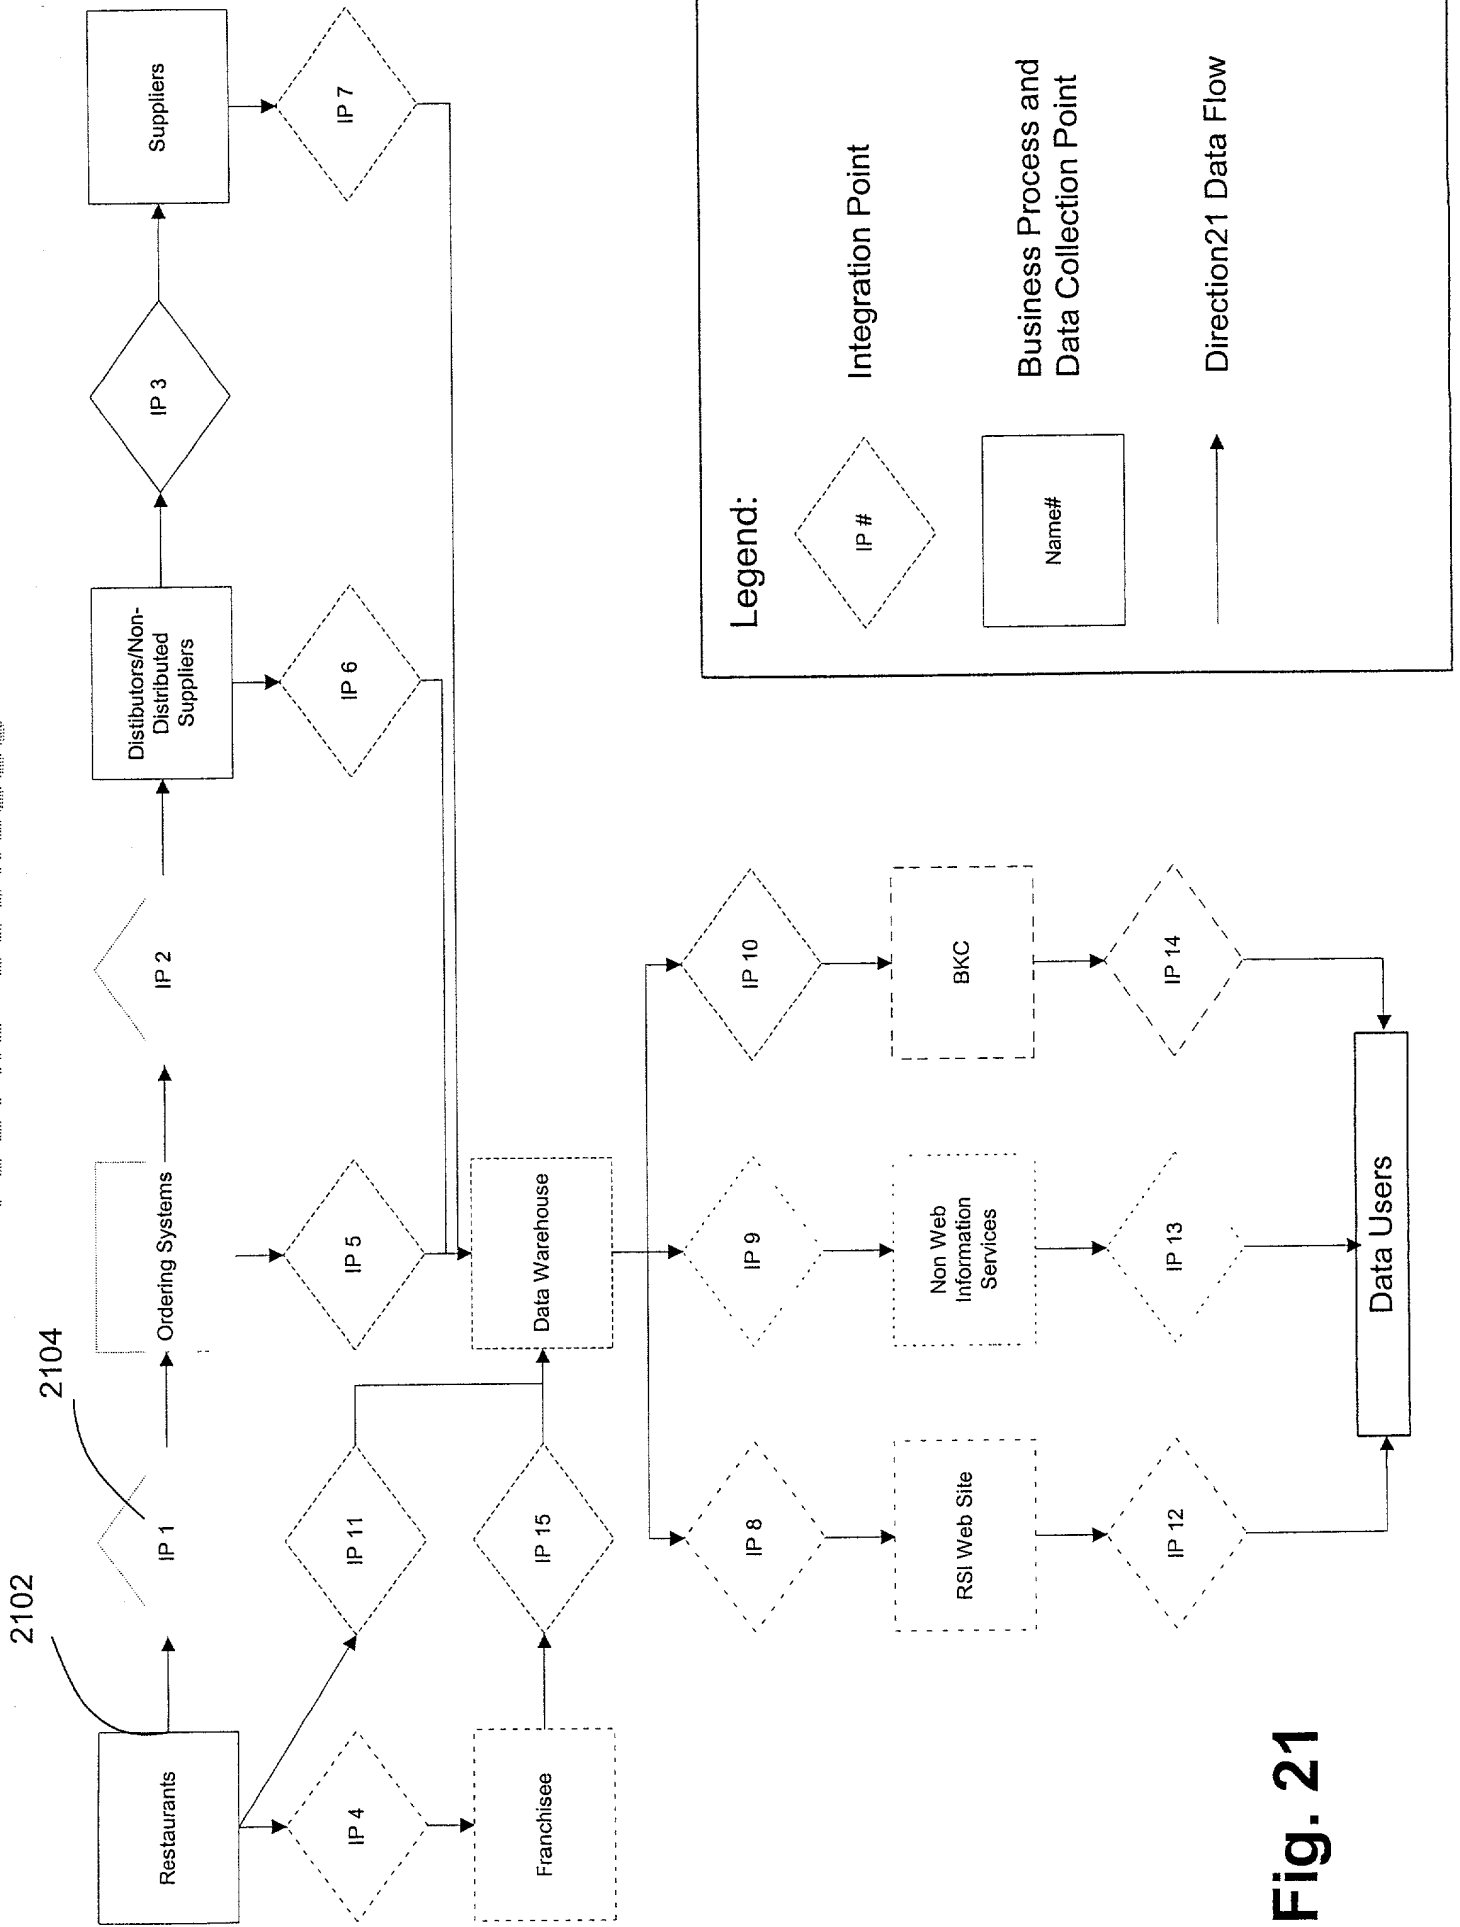 2102
2104
Restaurants
IP 1
Ordering Systems
IP 2
Distibutors/Non-
Distributed
Suppliers
IP 3
Suppliers
IP 4
IP 11
IP 5
IP 6
IP 7
Franchisee
IP 15
Data Warehouse
IP 8
IP 9
IP 10
RSI Web Site
Non Web
Information
Services
BKC
IP 12
IP 13
IP 14
Data Users
Legend:
IP #
Integration Point
Name#
Business Process and
Data Collection Point
Direction21 Data Flow
Fig. 21